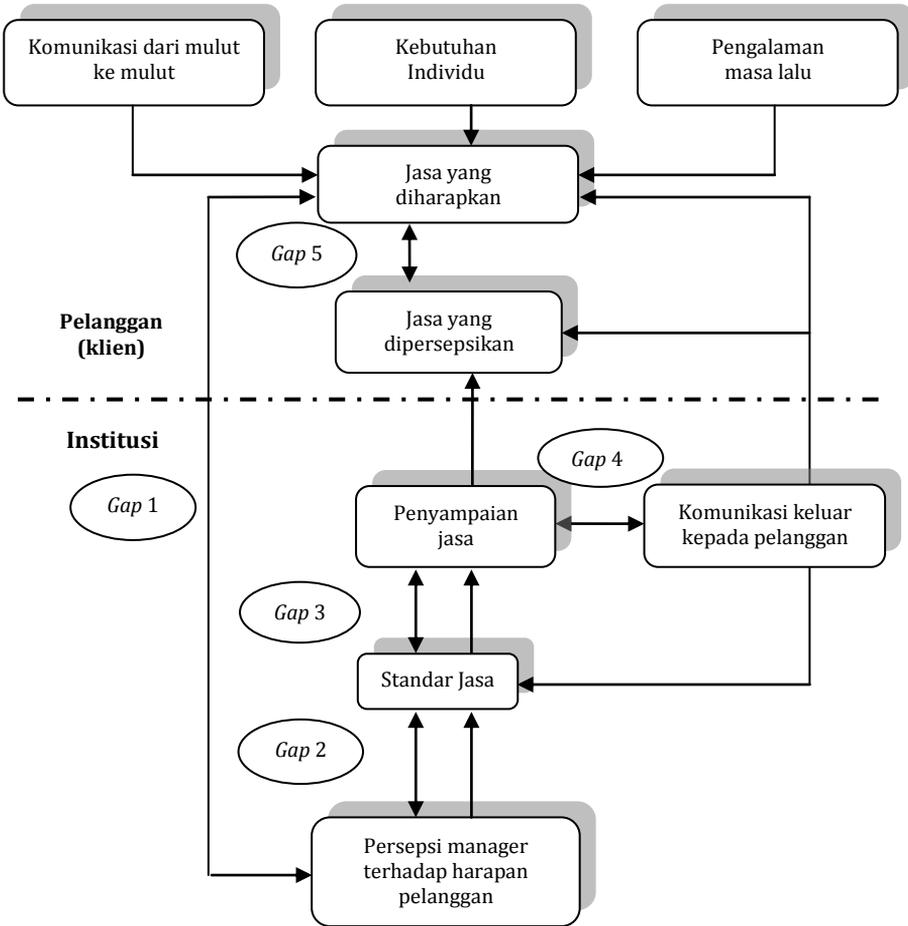 Komunikasi dari mulut
ke mulut
Kebutuhan
Individu
Pengalaman
masa lalu
Jasa yang
diharapkan
Gap 5
Jasa yang
dipersepsikan
Pelanggan
(klien)
Institusi
Gap 4
Gap 1
Penyampaian
jasa
Komunikasi keluar
kepada pelanggan
Gap 3
Standar Jasa
Gap 2
Persepsi manager
terhadap harapan
pelanggan